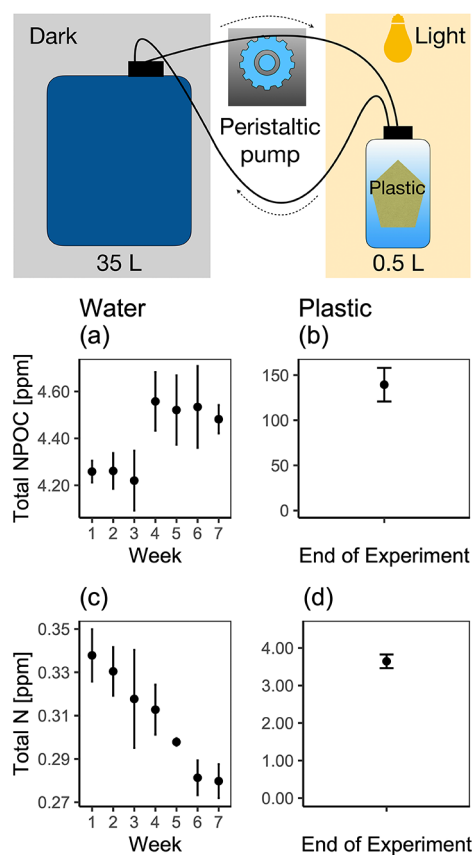 Dark
Light
Peristaltic
pump
Plastic
35 L
0.5 L
Water
Plastic
(a)
(b)
Total NPOC [ppm]
4.60
4.40
4.20
1 2 3 4 5 6 7
Week
150
100
50
0
End of Experiment
(c)
(d)
Total N [ppm]
0.35
0.33
0.31
0.29
0.27
1 2 3 4 5 6 7
Week
4.00
3.00
2.00
1.00
0.00
End of Experiment